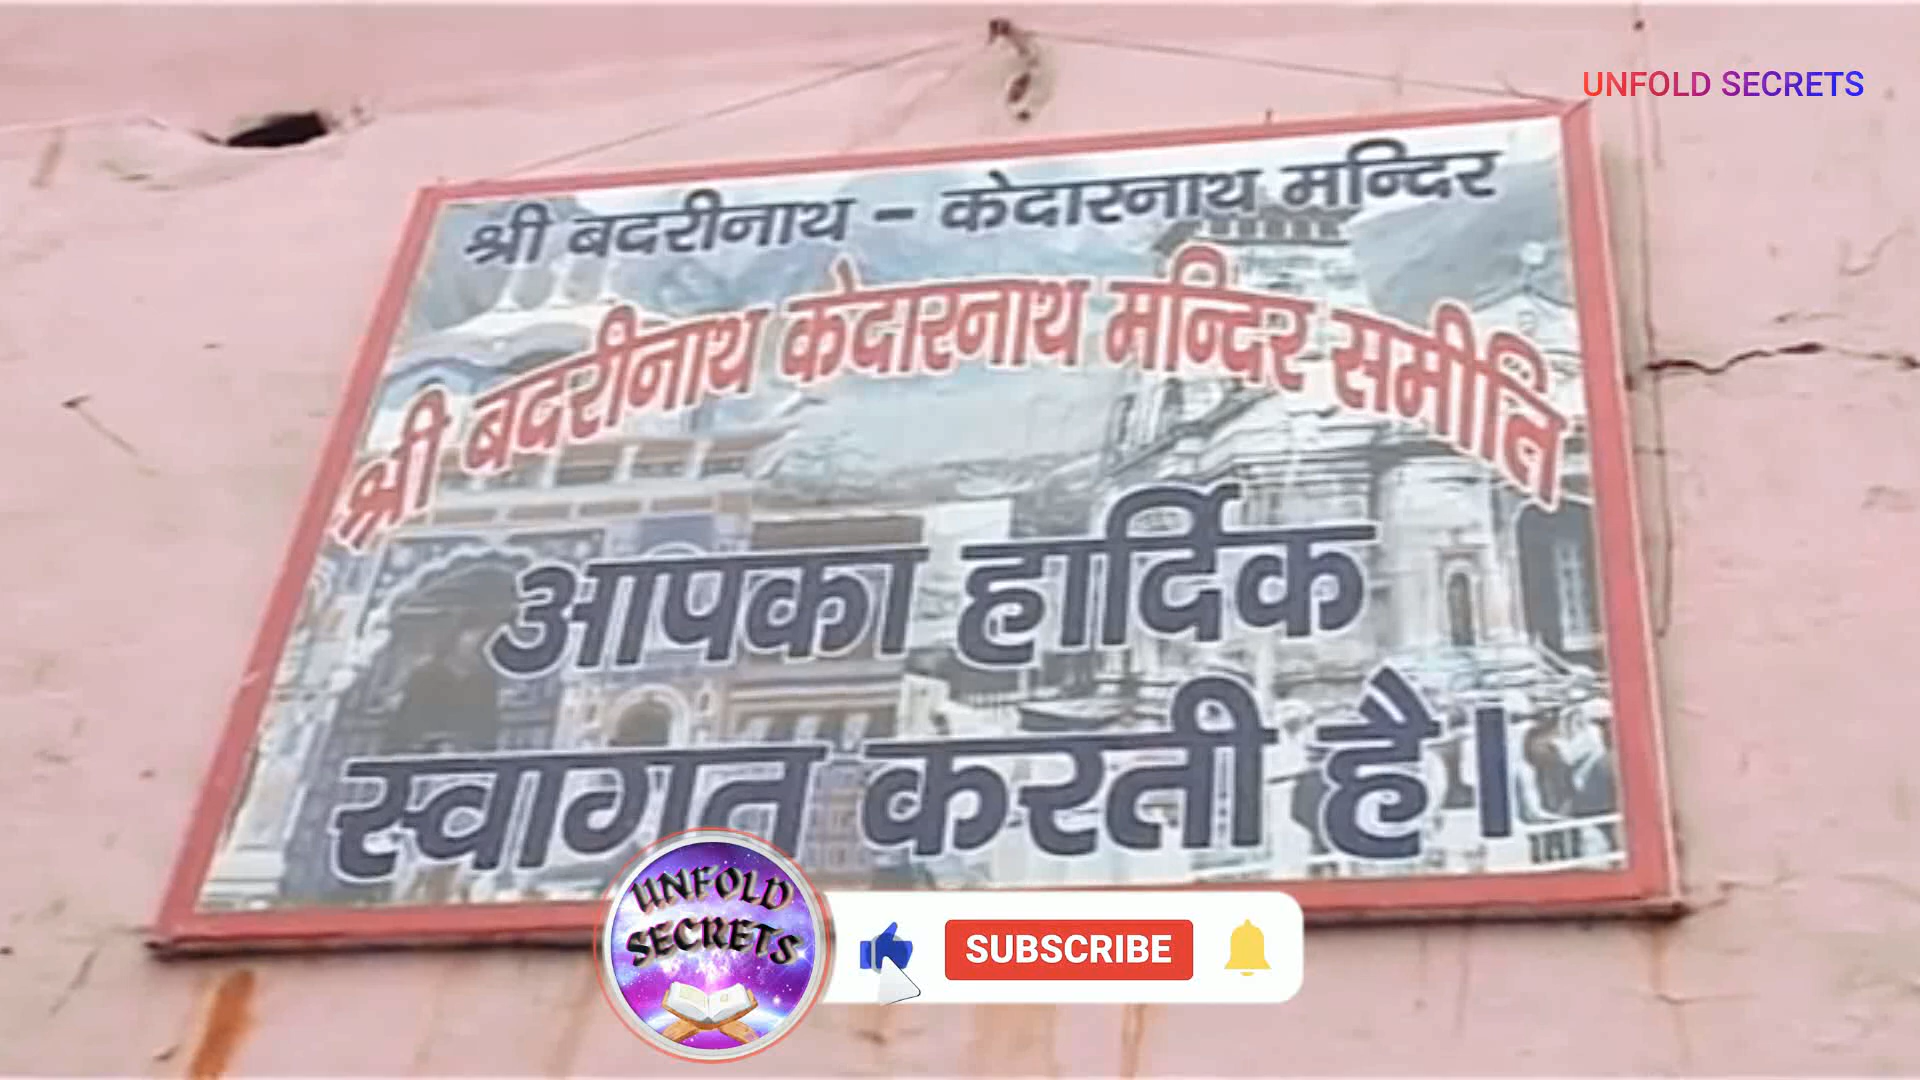 UNFOLD SECRETS
श्री बदरीनाथ - केदारनाथ मन्दिर
श्री बदरीनाथ केदारनाथ मन्दिर समीति
आपका हार्दिक
स्वागत करती है।
UNFOLD
SECRETS
SUBSCRIBE